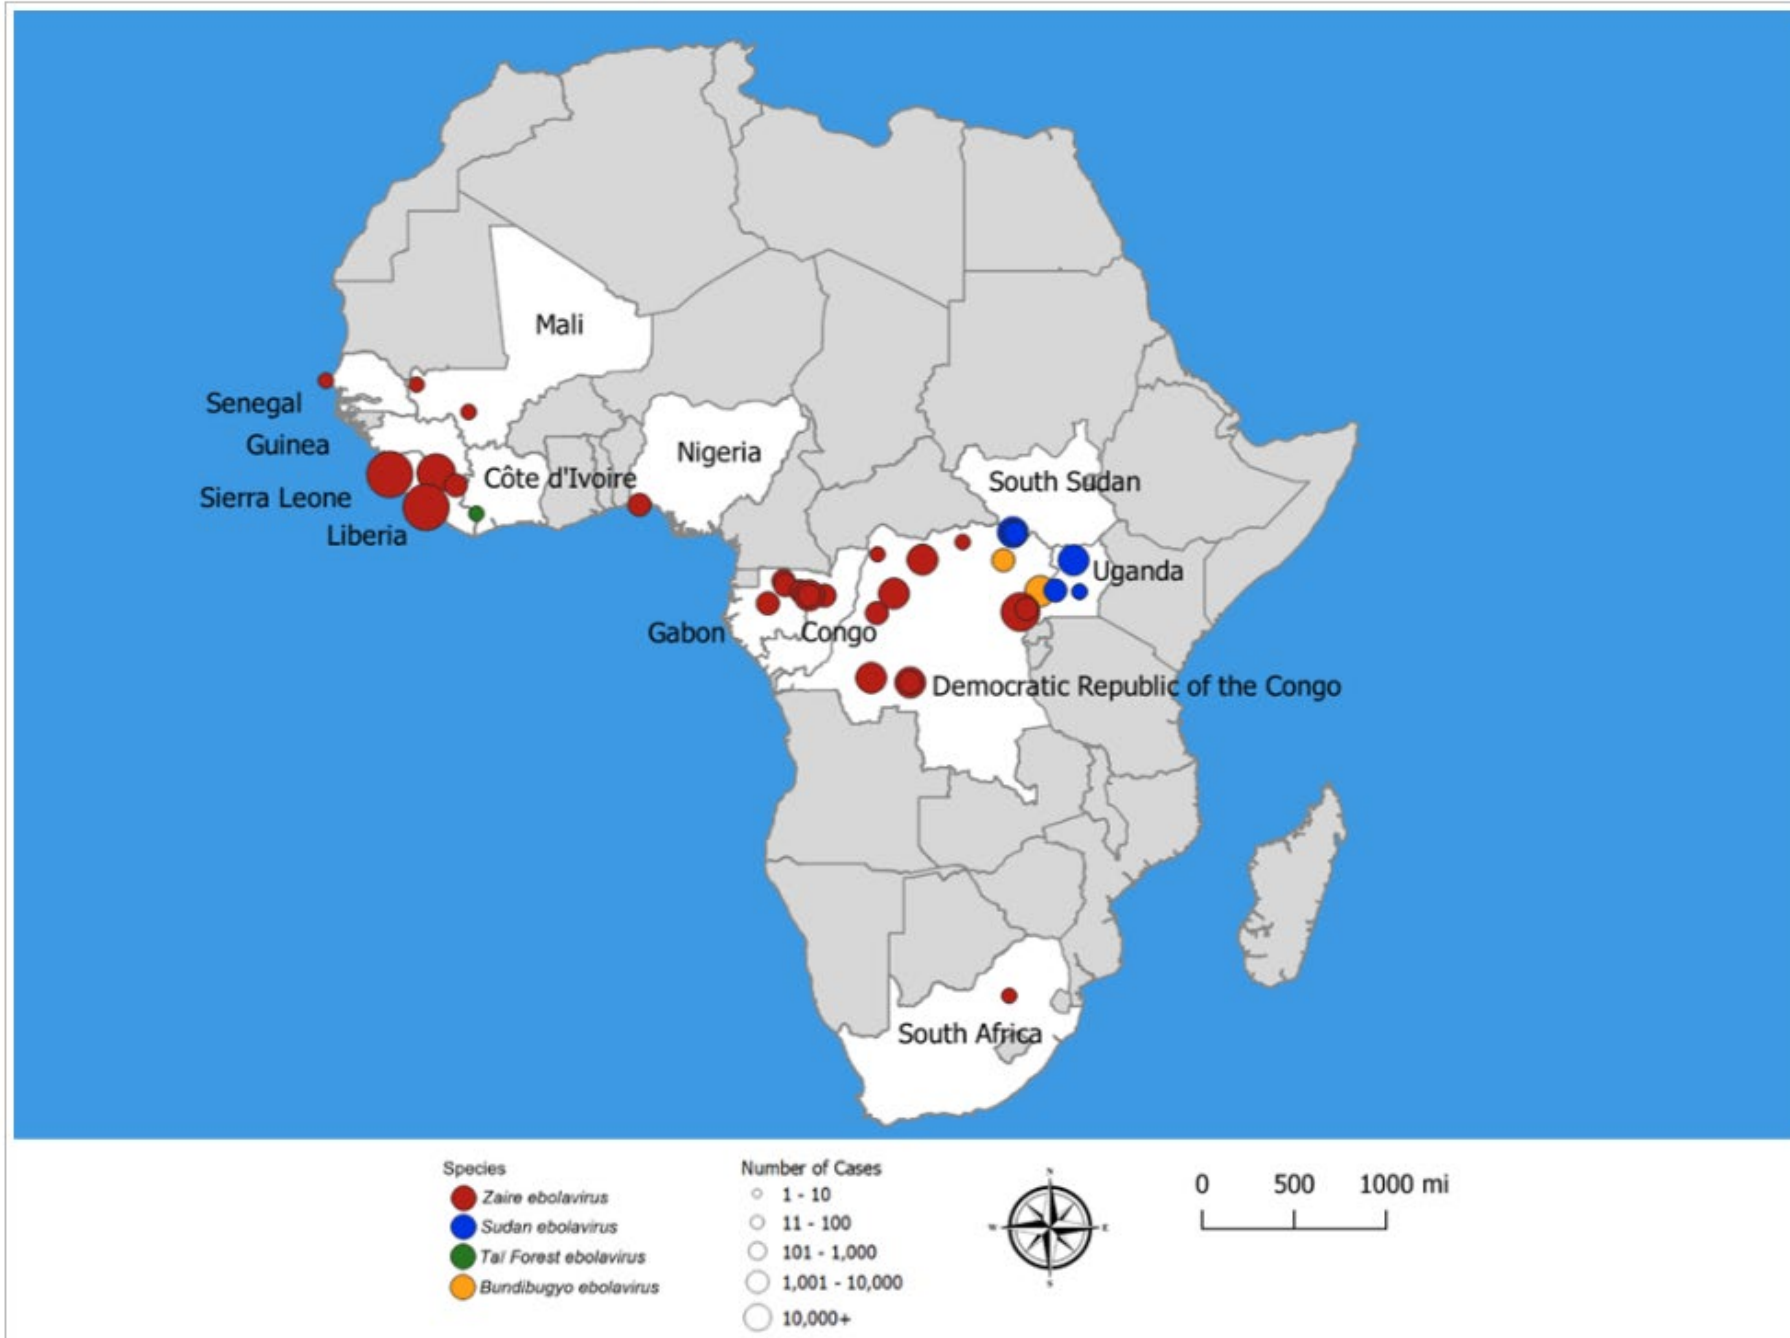 Mali
Senegal
Guinea
Nigeria
Côte d'Ivoire
South Sudan
Sierra Leone
Liberia
Uganda
Gabon
Congo
Democratic Republic of the Congo
South Africa
Species
Zaire ebolavirus
Sudan ebolavirus
Taï Forest ebolavirus
Bundibugyo ebolavirus
Number of Cases
1 - 10
11 - 100
101 - 1,000
1,001 - 10,000
10,000+
N
W
E
S
0 500 1000 mi